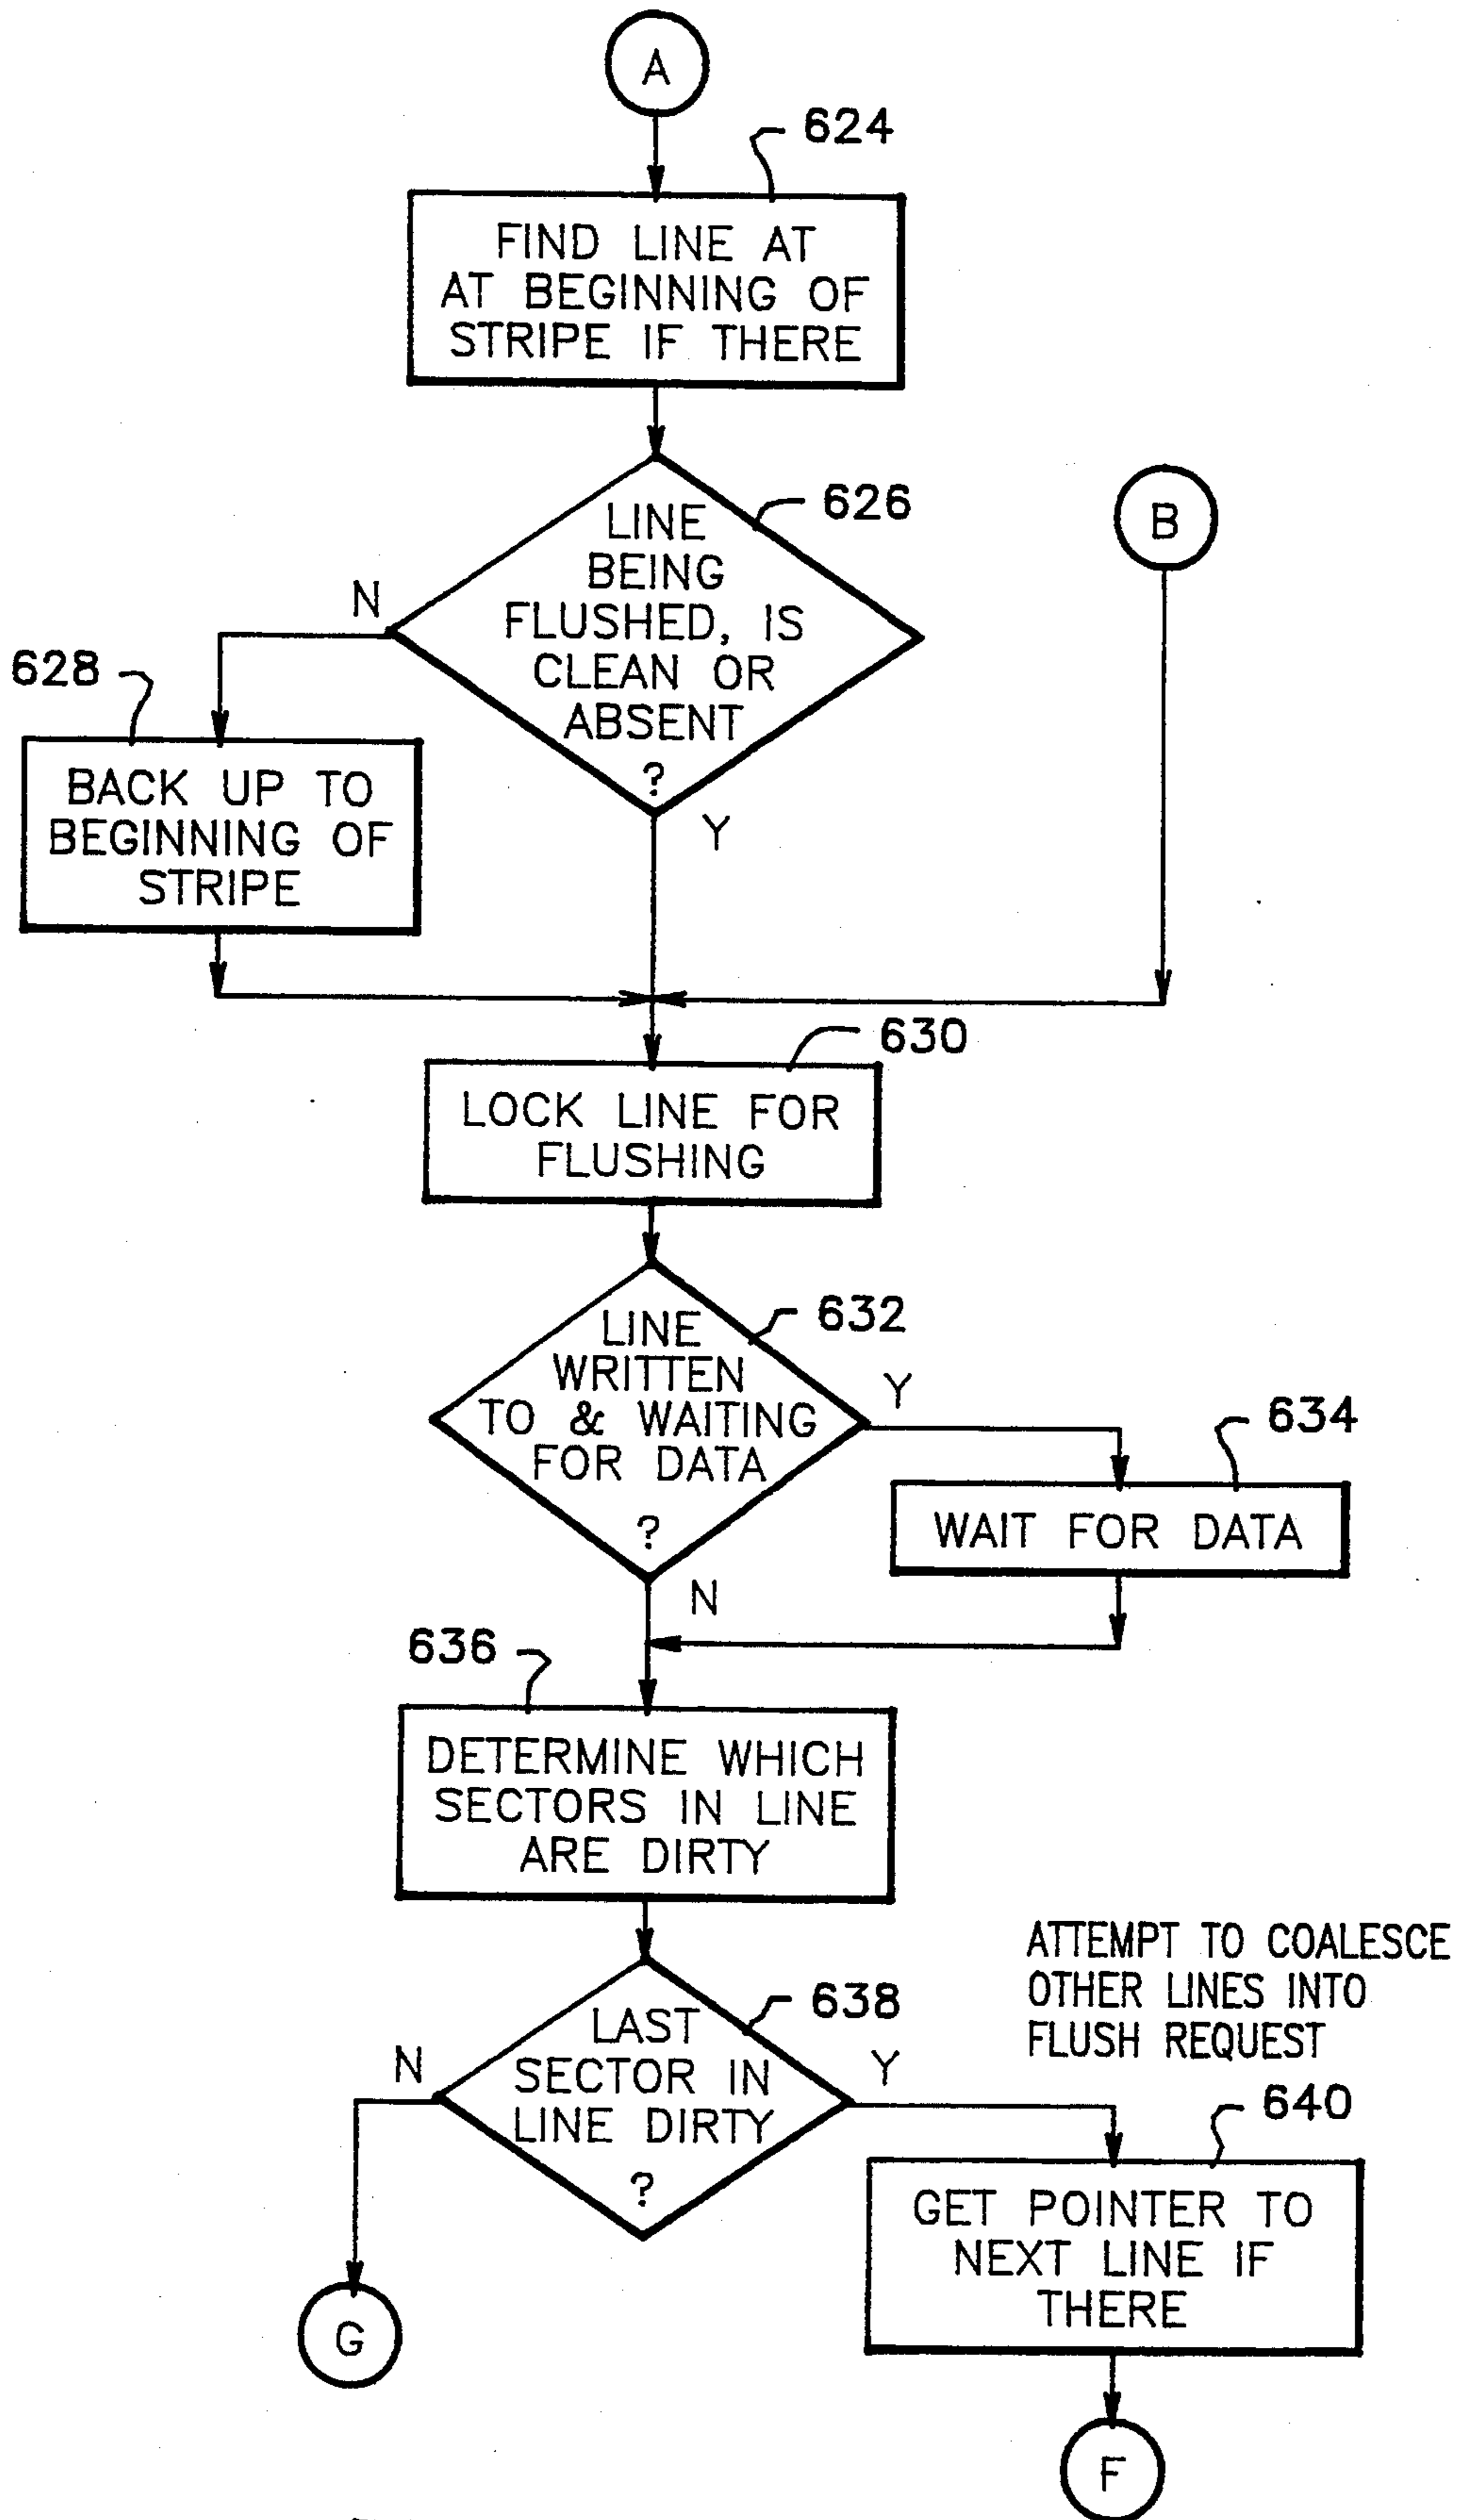 A
624
FIND LINE AT
AT BEGINNING OF
STRIPE IF THERE
626
LINE
BEING
FLUSHED, IS
CLEAN OR
ABSENT
?
N
Y
B
628
BACK UP TO
BEGINNING OF
STRIPE
630
LOCK LINE FOR
FLUSHING
632
LINE
WRITTEN
TO & WAITING
FOR DATA
?
Y
N
634
WAIT FOR DATA
636
DETERMINE WHICH
SECTORS IN LINE
ARE DIRTY
638
LAST
SECTOR IN
LINE DIRTY
?
N
Y
ATTEMPT TO COALESCE
OTHER LINES INTO
FLUSH REQUEST
640
GET POINTER TO
NEXT LINE IF
THERE
G
F